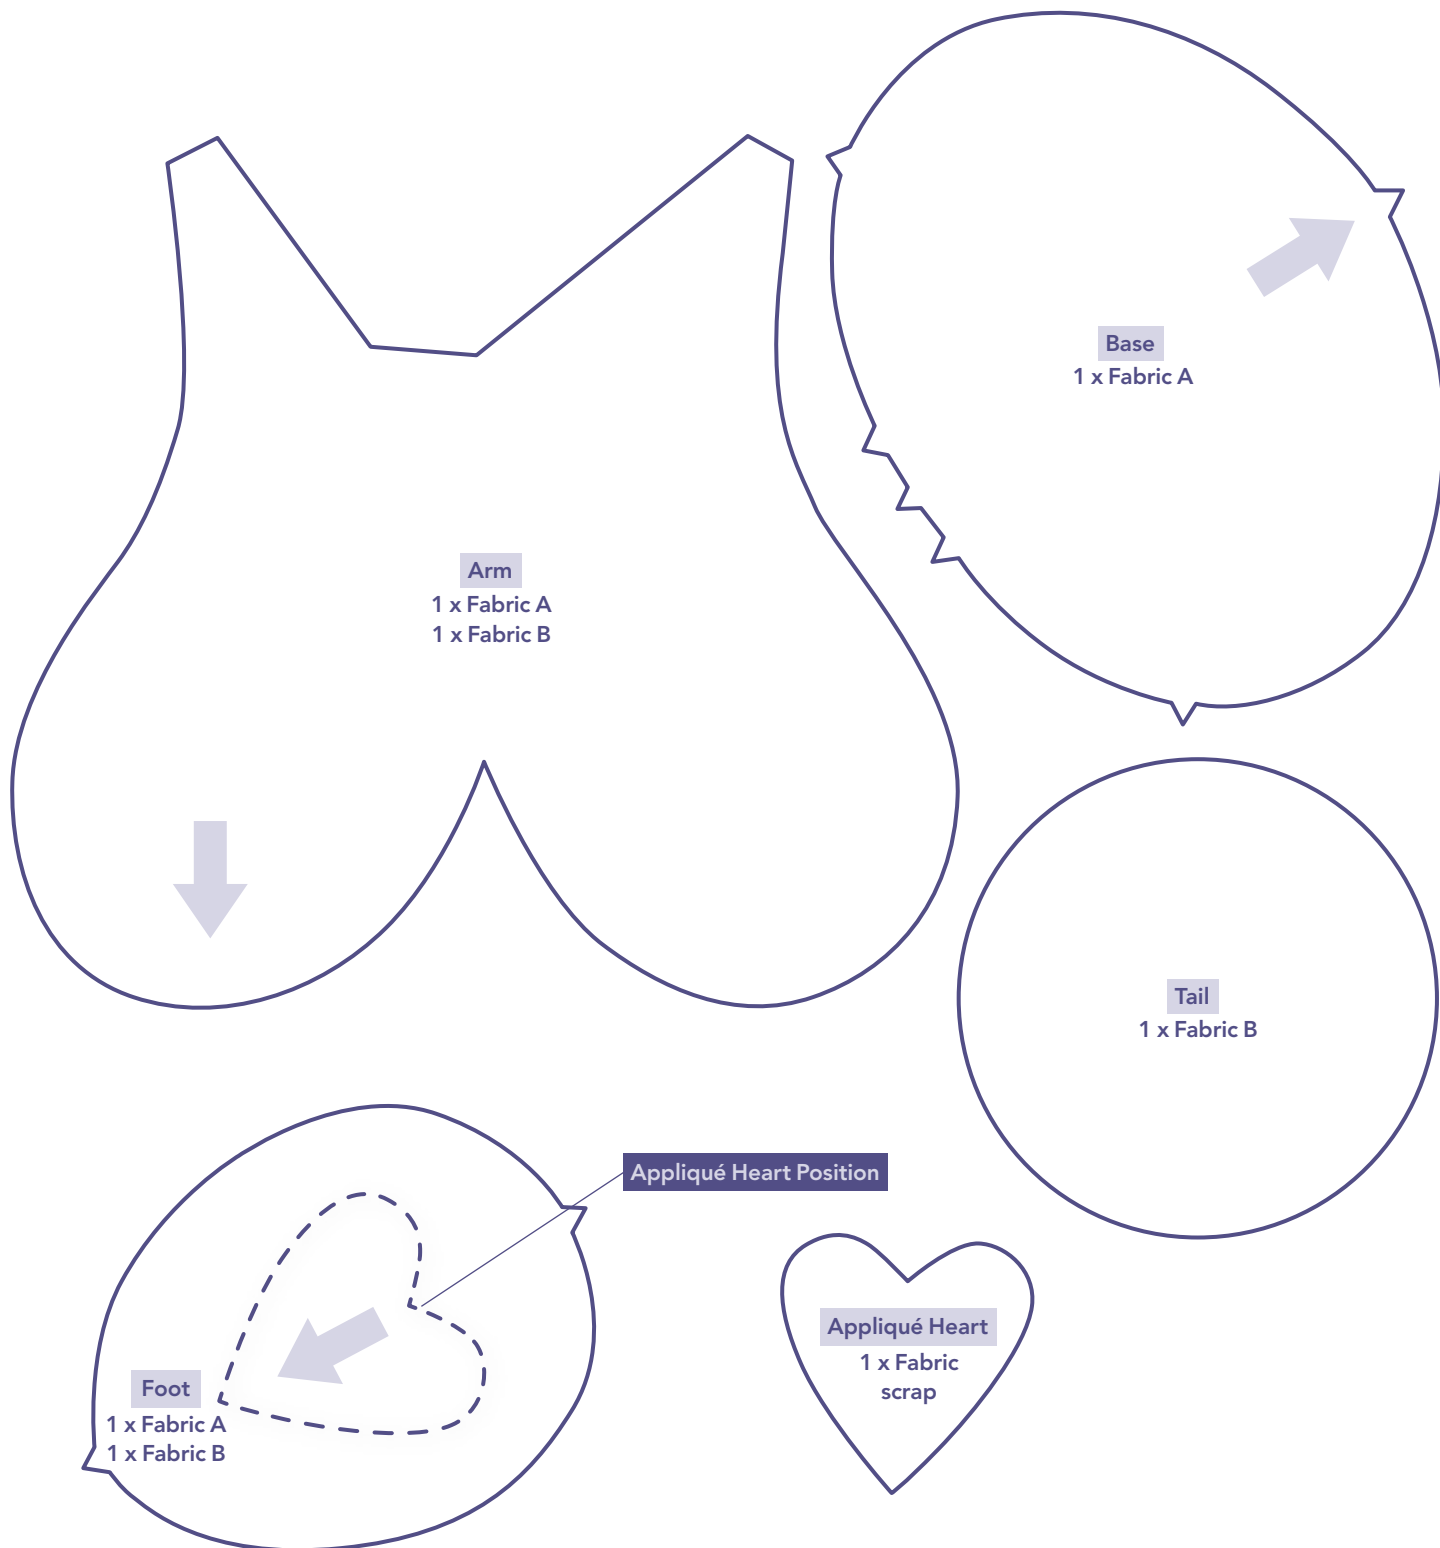 Base
1 x Fabric A
Arm
1 x Fabric A
1 x Fabric B
Tail
1 x Fabric B
Appliqué Heart Position
Appliqué Heart
1 x Fabric
scrap
Foot
1 x Fabric A
1 x Fabric B